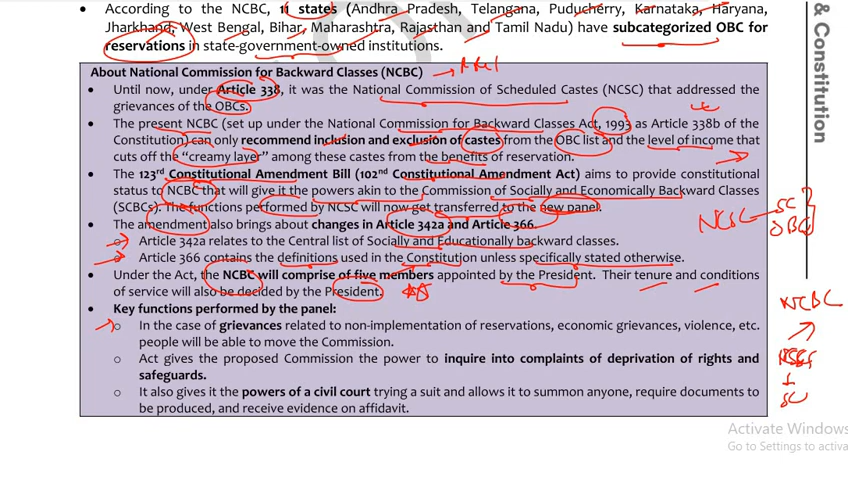 • According to the NCBC, 11 states (Andhra Pradesh, Telangana, Puducherry, Karnataka, Haryana,
Jharkhand, West Bengal, Bihar, Maharashtra, Rajasthan and Tamil Nadu) have subcategorized OBC for
reservations in state-government-owned institutions.
& Constitution
About National Commission for Backward Classes (NCBC)
• Until now, under Article 338, it was the National Commission of Scheduled Castes (NCSC) that addressed the
grievances of the OBCs.
• The present NCBC (set up under the National Commission for Backward Classes Act, 1993 as Article 338b of the
Constitution) can only recommend inclusion and exclusion of castes from the OBC list and the level of income that
cuts off the “creamy layer” among these castes from the benefits of reservation.
• The 123rd Constitutional Amendment Bill (102nd Constitutional Amendment Act) aims to provide constitutional
status to NCBC that will give it the powers akin to the Commission of Socially and Economically Backward Classes
(SCBCs). The functions performed by NCSC will now get transferred to the new panel.
• The amendment also brings about changes in Article 342a and Article 366.
o Article 342a relates to the Central list of Socially and Educationally backward classes.
o Article 366 contains the definitions used in the Constitution unless specifically stated otherwise.
• Under the Act, the NCBC will comprise of five members appointed by the President. Their tenure and conditions
of service will also be decided by the President.
• Key functions performed by the panel:
o In the case of grievances related to non-implementation of reservations, economic grievances, violence, etc.
people will be able to move the Commission.
o Act gives the proposed Commission the power to inquire into complaints of deprivation of rights and
safeguards.
o It also gives it the powers of a civil court trying a suit and allows it to summon anyone, require documents to
be produced, and receive evidence on affidavit.
NCSC SC
OBC
NCBC
SC
Activate Windows
Go to Settings to activa